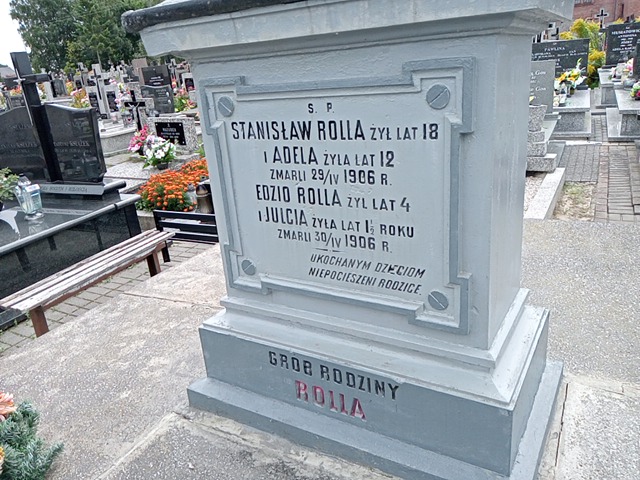 S. P.
STANISŁAW ROLLA ŻYŁ LAT 18
I ADELA ŻYŁA LAT 12
ZMARLI 29/IV 1906 R.
EDZIO ROLLA ŻYŁ LAT 4
I JULCIA ŻYŁA LAT 1½ ROKU
ZMARLI 30/IV 1906 R.
UKOCHANYM DZIECIOM
NIEPOCIESZENI RODZICE
GRÓB RODZINY
ROLLA